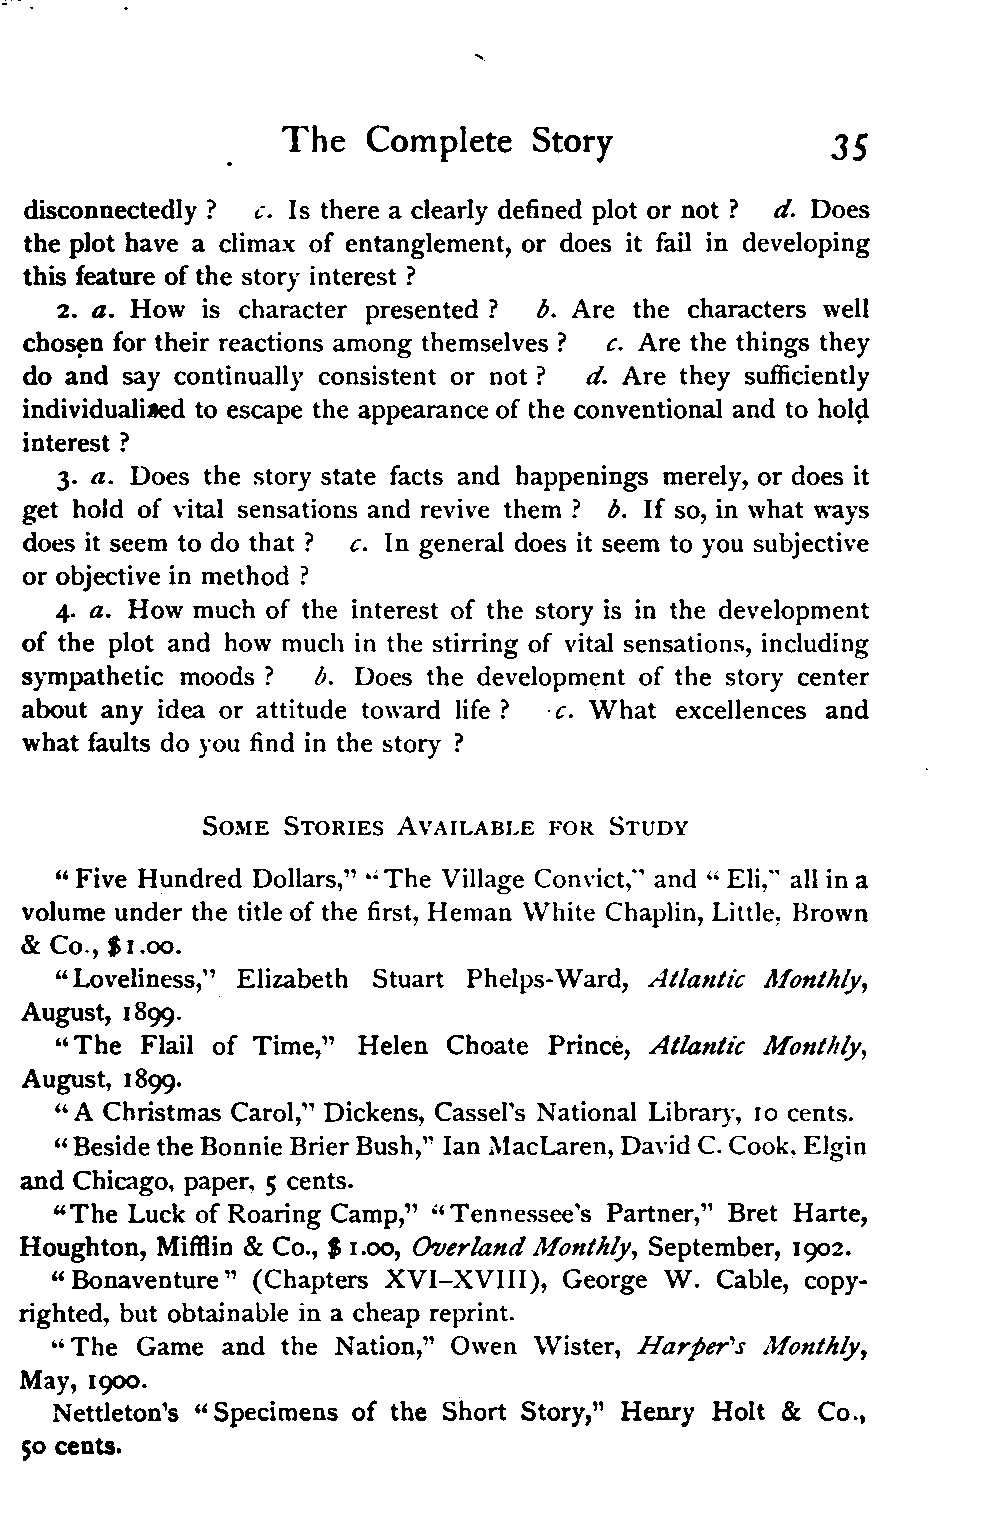 The Complete Story 35
disconnectedly ? c. Is there a clearly defined plot or not ? d. Does
the plot have a climax of entanglement, or does it fail in developing
this feature of the story interest ?
2. a. How is character presented ? b. Are the characters well
chosen for their reactions among themselves ? c. Are the things they
do and say continually consistent or not ? d. Are they sufficiently
individualized to escape the appearance of the conventional and to hold
interest ?
3. a. Does the story state facts and happenings merely, or does it
get hold of vital sensations and revive them ? b. If so, in what ways
does it seem to do that ? c. In general does it seem to you subjective
or objective in method ?
4. a. How much of the interest of the story is in the development
of the plot and how much in the stirring of vital sensations, including
sympathetic moods ? b. Does the development of the story center
about any idea or attitude toward life ? c. What excellences and
what faults do you find in the story ?
SOME STORIES AVAILABLE FOR STUDY
“Five Hundred Dollars,” “The Village Convict,” and “Eli,” all in a
volume under the title of the first, Heman White Chaplin, Little, Brown
& Co., $1.00.
“Loveliness,” Elizabeth Stuart Phelps-Ward, Atlantic Monthly,
August, 1899.
“The Flail of Time,” Helen Choate Prince, Atlantic Monthly,
August, 1899.
“A Christmas Carol,” Dickens, Cassel's National Library, 10 cents.
“Beside the Bonnie Brier Bush,” Ian MacLaren, David C. Cook, Elgin
and Chicago, paper, 5 cents.
“The Luck of Roaring Camp,” “Tennessee's Partner,” Bret Harte,
Houghton, Mifflin & Co., $1.00, Overland Monthly, September, 1902.
“Bonaventure” (Chapters XVI–XVIII), George W. Cable, copy-
righted, but obtainable in a cheap reprint.
“The Game and the Nation,” Owen Wister, Harper's Monthly,
May, 1900.
Nettleton's “Specimens of the Short Story,” Henry Holt & Co.,
50 cents.